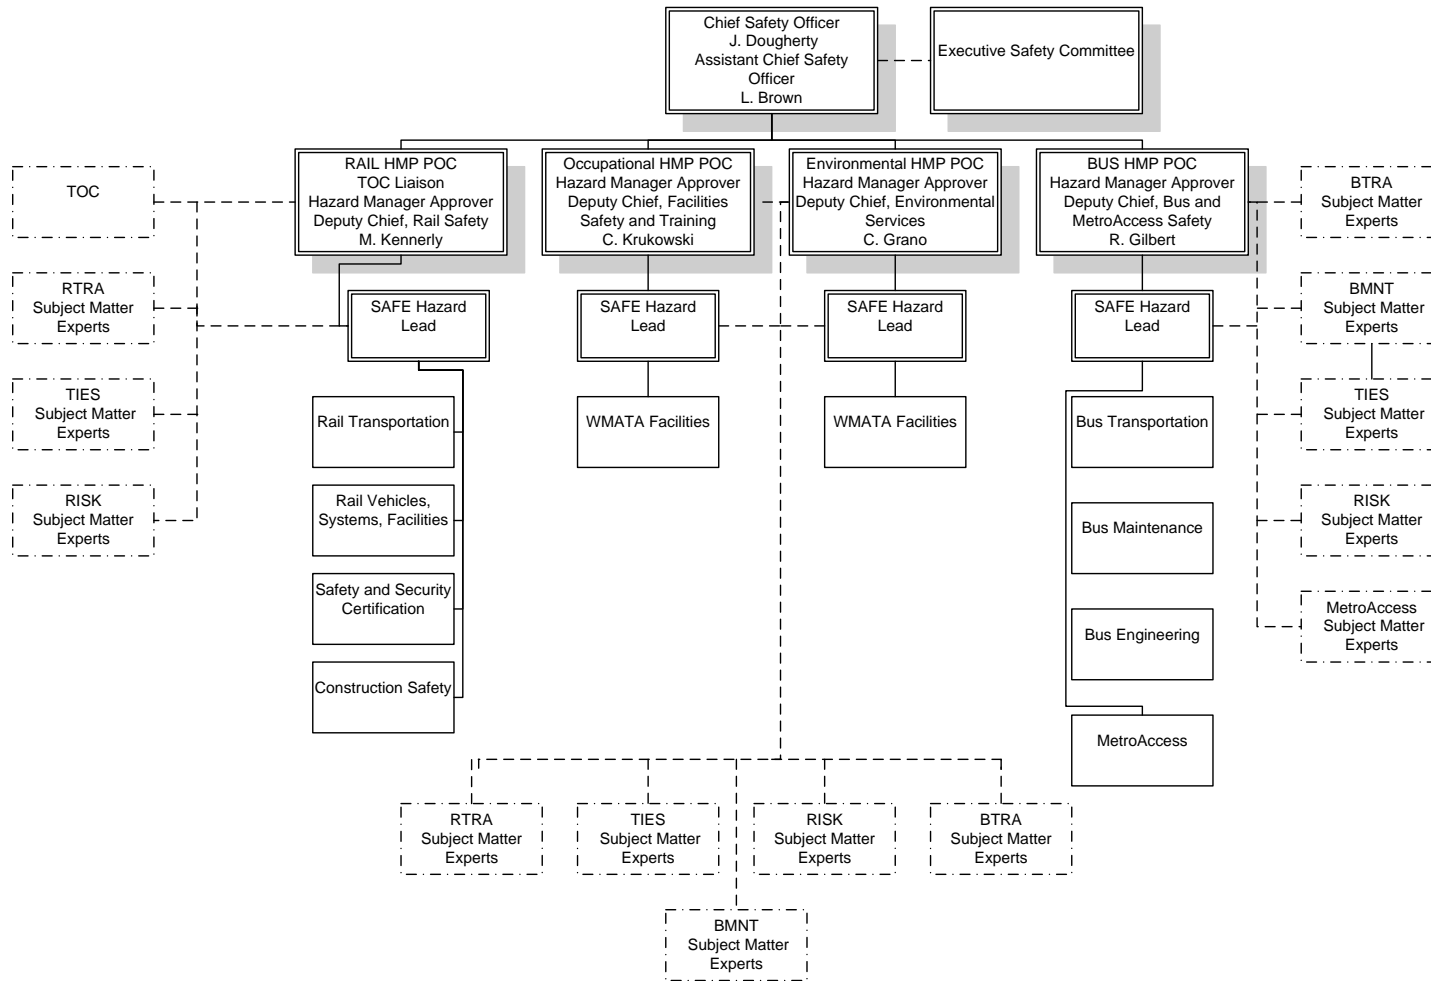 Chief Safety Officer
J. Dougherty
Assistant Chief Safety
Officer
L. Brown
Executive Safety Committee
RAIL HMP POC
TOC Liaison
Hazard Manager Approver
Deputy Chief, Rail Safety
M. Kennerly
Occupational HMP POC
Hazard Manager Approver
Deputy Chief, Facilities
Safety and Training
C. Krukowski
Environmental HMP POC
Hazard Manager Approver
Deputy Chief, Environmental
Services
C. Grano
BUS HMP POC
Hazard Manager Approver
Deputy Chief, Bus and
MetroAccess Safety
R. Gilbert
TOC
RTRA
Subject Matter
Experts
TIES
Subject Matter
Experts
RISK
Subject Matter
Experts
SAFE Hazard
Lead
Rail Transportation
Rail Vehicles,
Systems, Facilities
Safety and Security
Certification
Construction Safety
SAFE Hazard
Lead
WMATA Facilities
SAFE Hazard
Lead
WMATA Facilities
SAFE Hazard
Lead
Bus Transportation
Bus Maintenance
Bus Engineering
MetroAccess
BTRA
Subject Matter
Experts
BMNT
Subject Matter
Experts
TIES
Subject Matter
Experts
RISK
Subject Matter
Experts
MetroAccess
Subject Matter
Experts
RTRA
Subject Matter
Experts
TIES
Subject Matter
Experts
RISK
Subject Matter
Experts
BTRA
Subject Matter
Experts
BMNT
Subject Matter
Experts